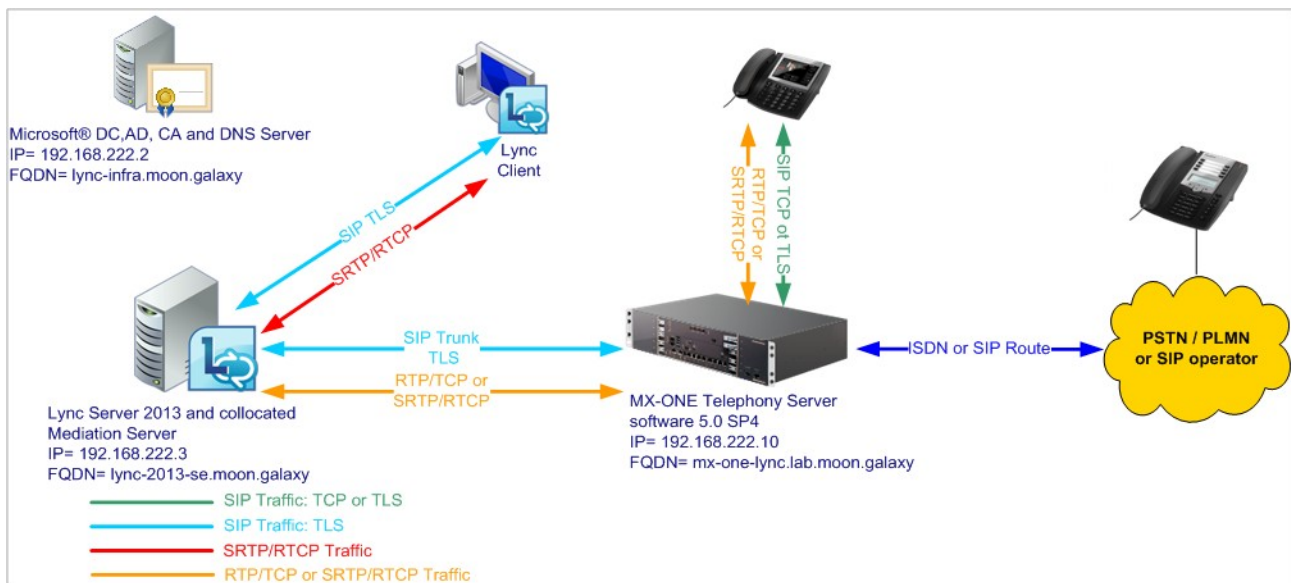 Microsoft® DC,AD, CA and DNS Server
IP= 192.168.222.2
FQDN= lync-infra.moon.galaxy
Lync
Client
SIP TLS
SRTP/RTCP
RTP/TCP or
SRTP/RTCP
SIP TCP ot TLS
SIP Trunk
TLS
RTP/TCP or
SRTP/RTCP
ISDN or SIP Route
PSTN / PLMN
or SIP operator
Lync Server 2013 and collocated
Mediation Server
IP= 192.168.222.3
FQDN= lync-2013-se.moon.galaxy
MX-ONE Telephony Server
software 5.0 SP4
IP= 192.168.222.10
FQDN= mx-one-lync.lab.moon.galaxy
SIP Traffic: TCP or TLS
SIP Traffic: TLS
SRTP/RTCP Traffic
RTP/TCP or SRTP/RTCP Traffic